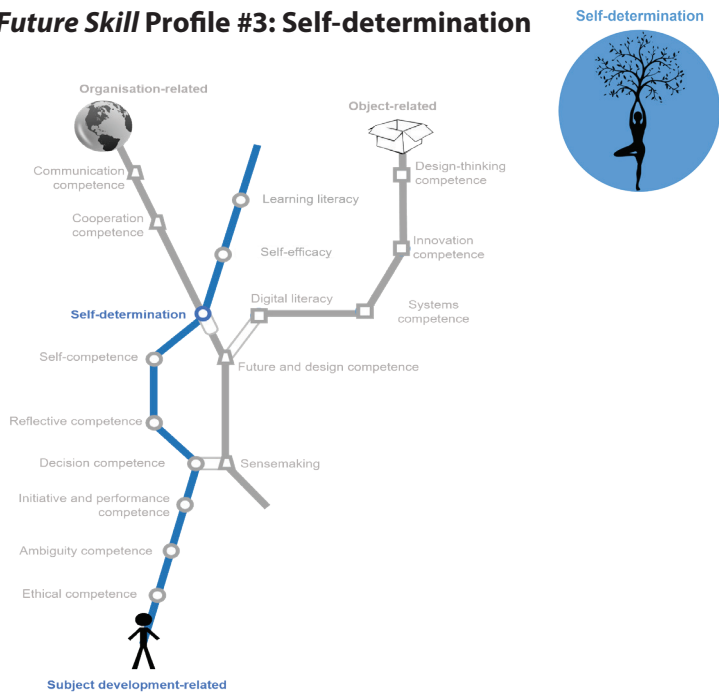 Future Skill Profile #3: Self-determination
Self-determination
Organisation-related
Object-related
Communication
competence
Design-thinking
competence
Learning literacy
Cooperation
competence
Self-efficacy
Innovation
competence
Digital literacy
Self-determination
Systems
competence
Self-competence
Future and design competence
Reflective competence
Decision competence
Sensemaking
Initiative and performance
competence
Ambiguity competence
Ethical competence
Subject development-related